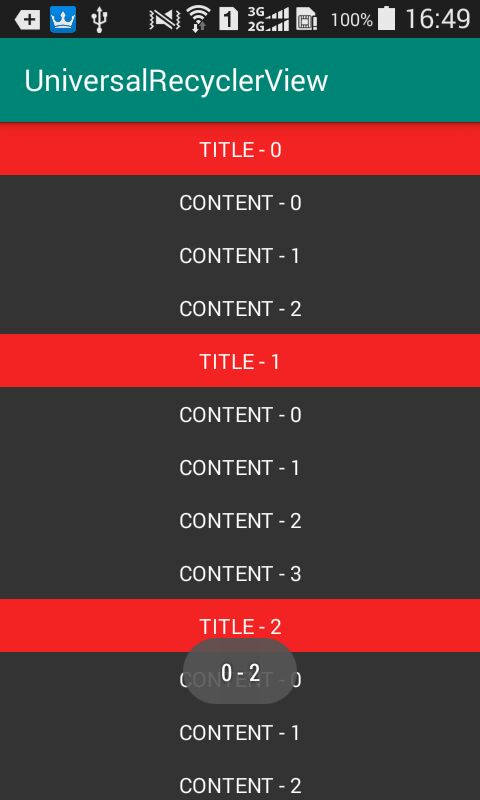 1 3G 2G 100% 16:49
UniversalRecyclerView
TITLE - 0
CONTENT - 0
CONTENT - 1
CONTENT - 2
TITLE - 1
CONTENT - 0
CONTENT - 1
CONTENT - 2
CONTENT - 3
TITLE - 2
0 - 2
CONTENT - 0
CONTENT - 1
CONTENT - 2